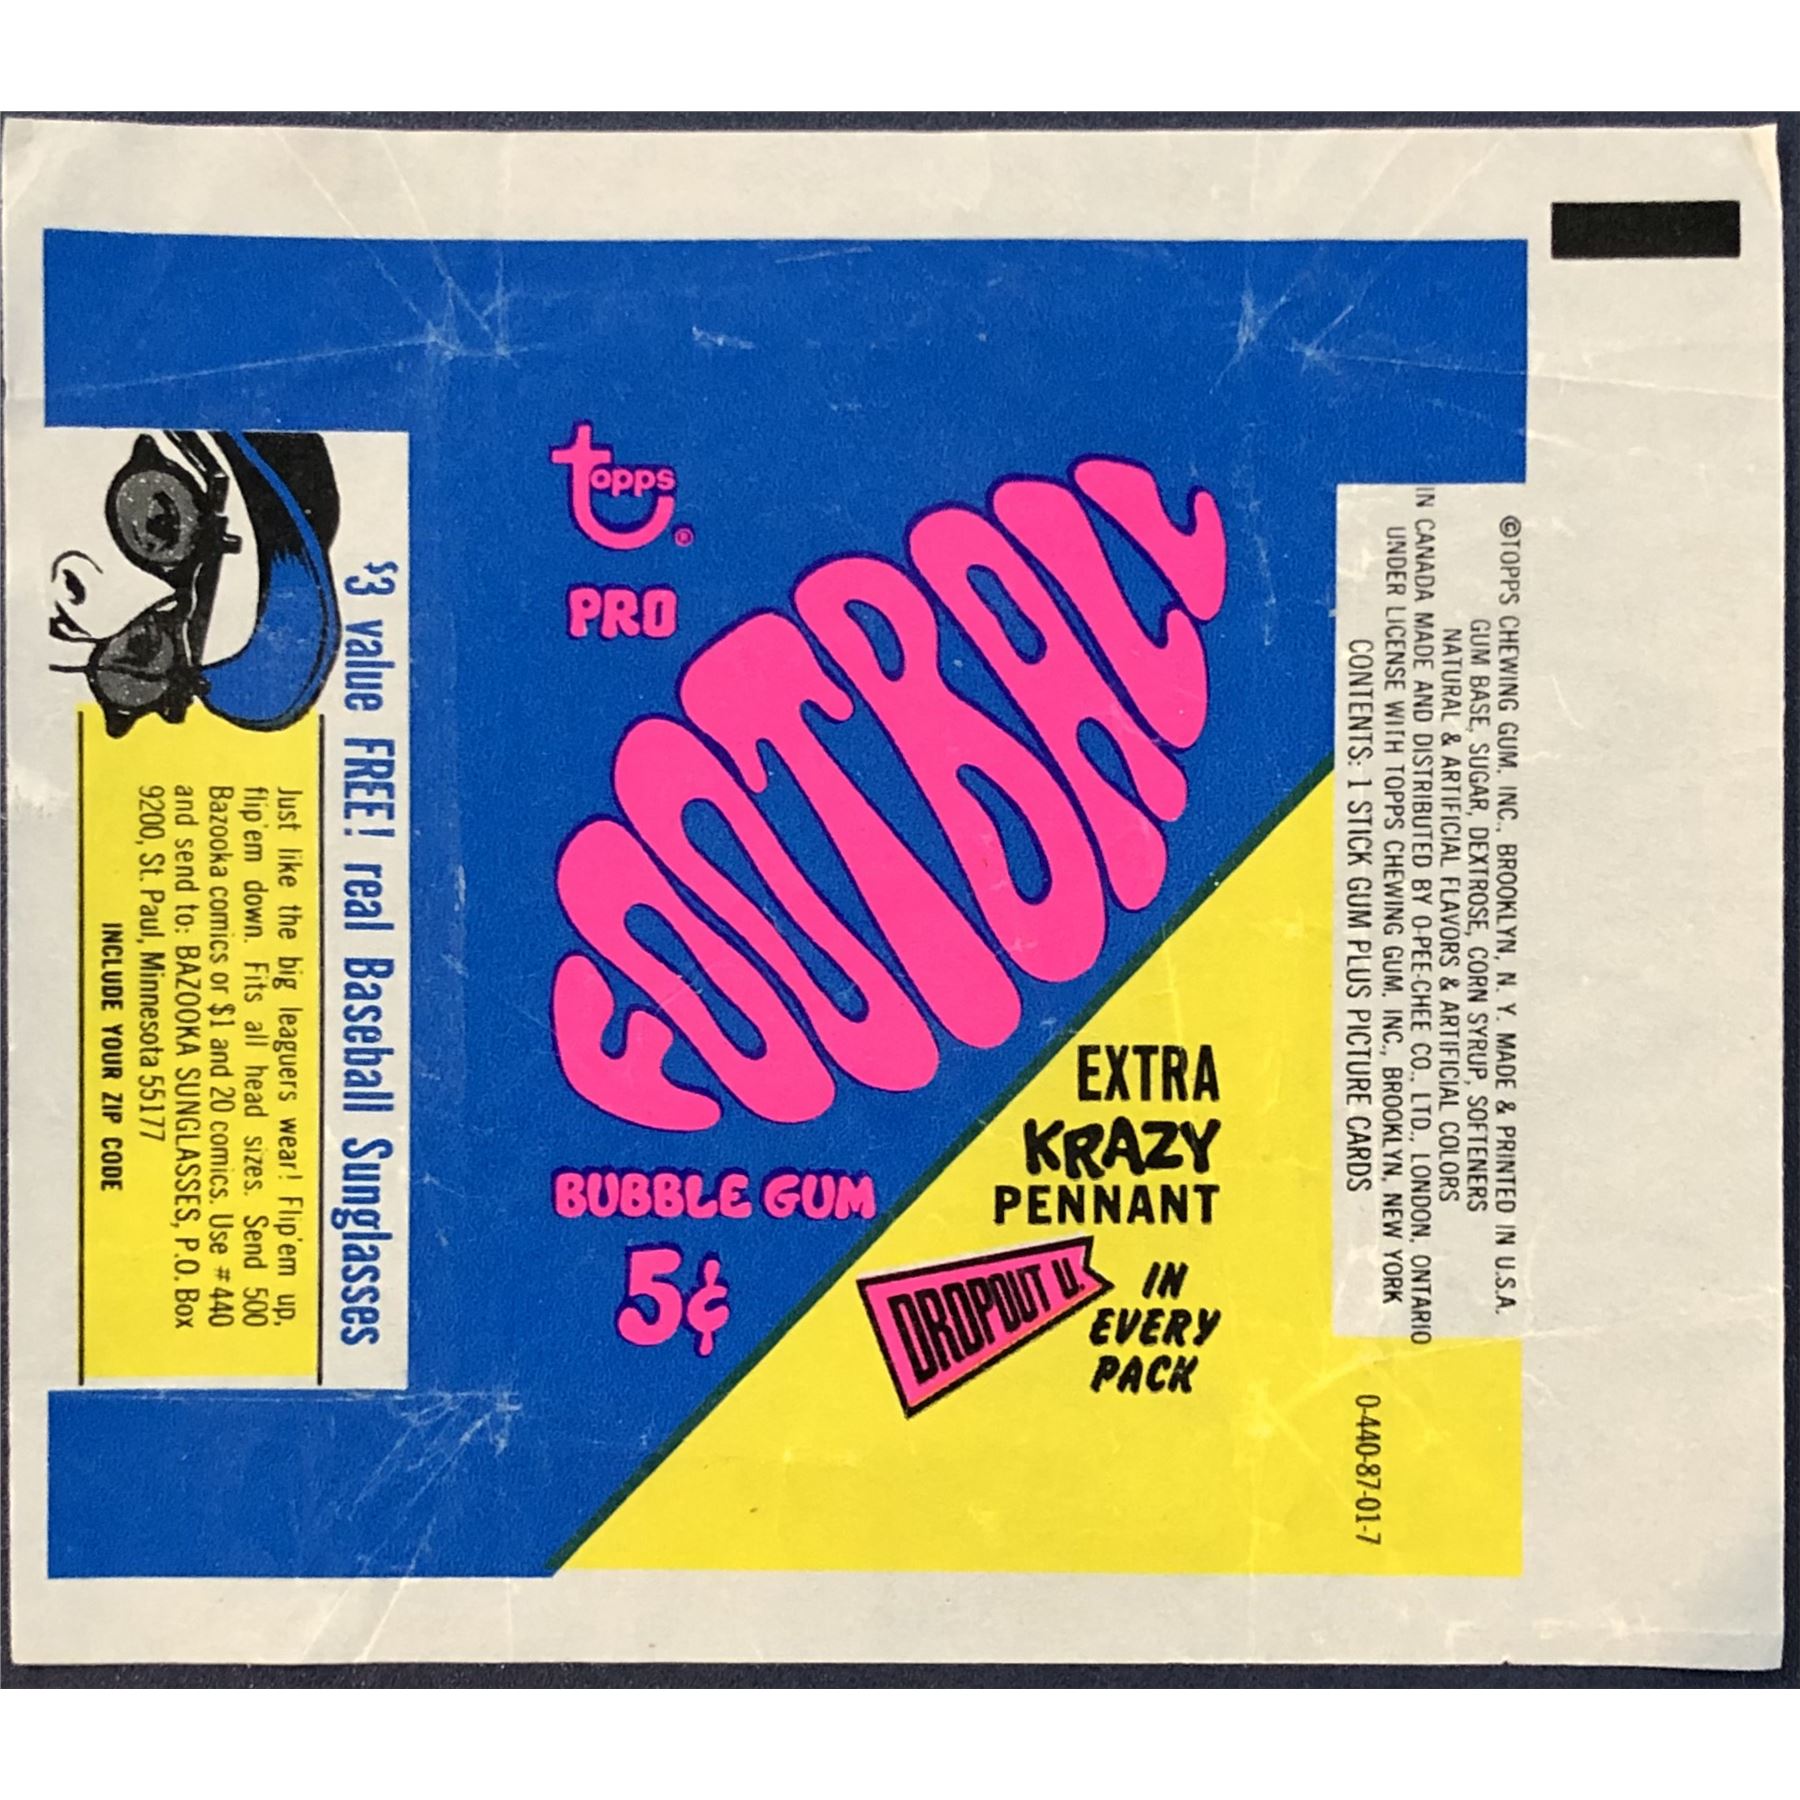 topps®
PRO
FOOTBALL
BUBBLE GUM
5¢
EXTRA
KRAZY
PENNANT
IN
EVERY
PACK
DROPOUT U.
$3 value FREE! real Baseball Sunglasses
Just like the big leaguers wear! Flip'em up,
flip'em down. Fits all head sizes. Send 500
Bazooka comics or $1 and 20 comics. Use #440
and send to: BAZOOKA SUNGLASSES, P.O. Box
9200, St. Paul, Minnesota 55177
INCLUDE YOUR ZIP CODE
©TOPPS CHEWING GUM. INC., BROOKLYN, N. Y. MADE & PRINTED IN U.S.A.
GUM BASE, SUGAR, DEXTROSE, CORN SYRUP, SOFTENERS
NATURAL & ARTIFICIAL FLAVORS & ARTIFICIAL COLORS
IN CANADA MADE AND DISTRIBUTED BY O-PEE-CHEE CO., LTD., LONDON, ONTARIO
UNDER LICENSE WITH TOPPS CHEWING GUM, INC., BROOKLYN, NEW YORK
CONTENTS: 1 STICK GUM PLUS PICTURE CARDS
0-440-87-01-7